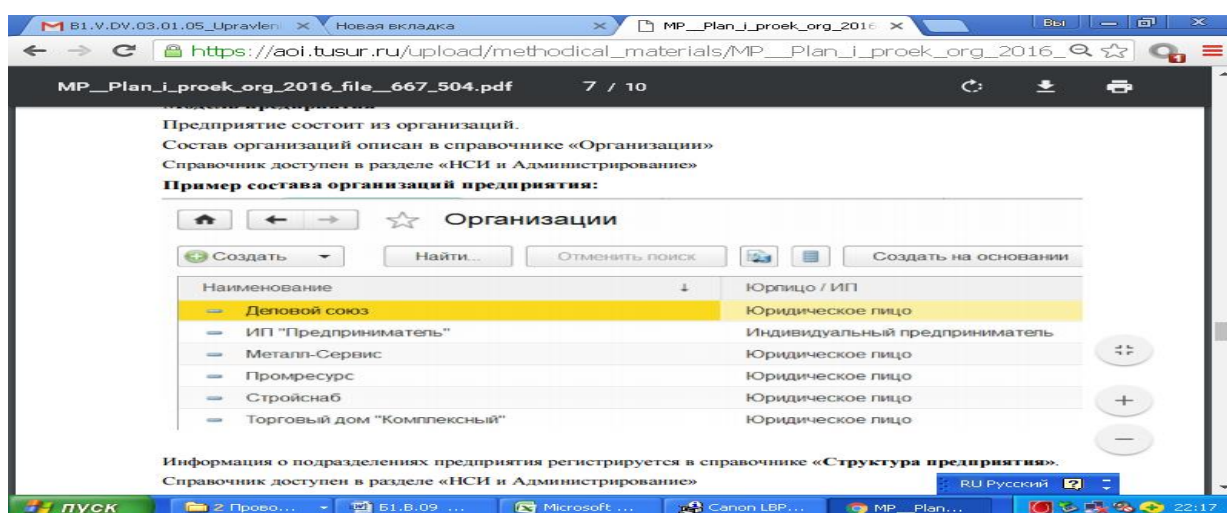 B1.V.DV.03.01.05_Upravleni Новая вкладка MP__Plan_i_proek_org_2016 Вы
https://aoi.tusur.ru/upload/methodical_materials/MP__Plan_i_proek_org_2016_
MP__Plan_i_proek_org_2016_file__667_504.pdf 7 / 10
Предприятие состоит из организаций.
Состав организаций описан в справочнике «Организации»
Справочник доступен в разделе «НСИ и Администрирование»
Пример состава организаций предприятия:
Организации
Создать Найти... Отменить поиск Создать на основании
Наименование ↓ Юрлицо / ИП
Деловой союз Юридическое лицо
ИП "Предприниматель" Индивидуальный предприниматель
Металл-Сервис Юридическое лицо
Промресурс Юридическое лицо
Стройснаб Юридическое лицо
Торговый дом "Комплексный" Юридическое лицо
Информация о подразделениях предприятия регистрируется в справочнике «Структура предприятия».
Справочник доступен в разделе «НСИ и Администрирование»
RU Русский
пуск 2 Прово... Б1.В.09 ... Microsoft ... Canon LBP... MP__Plan... 22:17